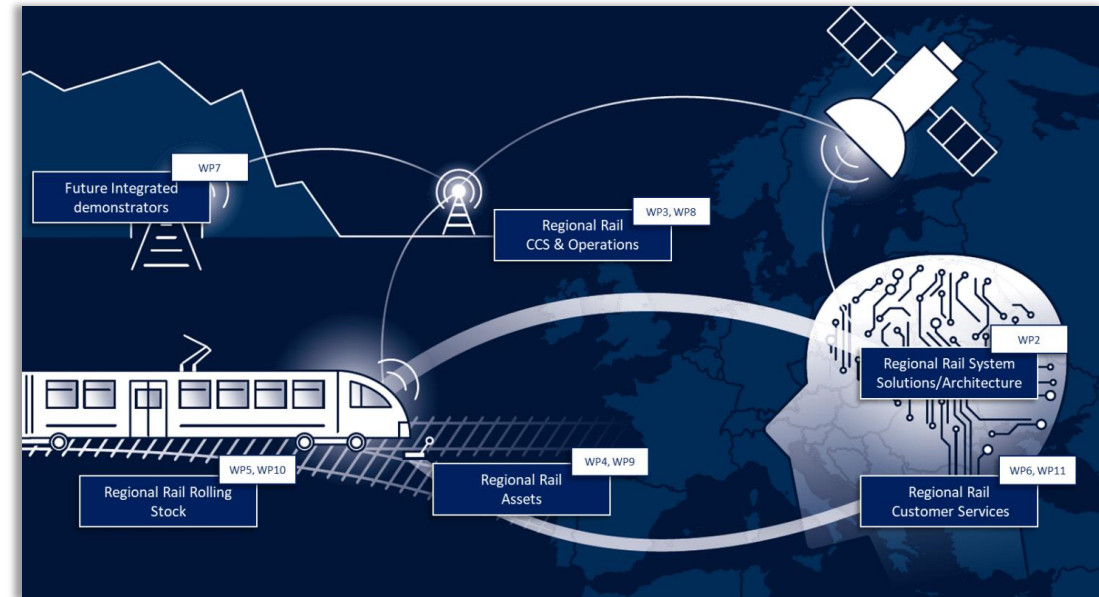 WP7
Future Integrated
demonstrators
WP3, WP8
Regional Rail
CCS & Operations
WP2
Regional Rail System
Solutions/Architecture
WP5, WP10
Regional Rail Rolling
Stock
WP4, WP9
Regional Rail
Assets
WP6, WP11
Regional Rail
Customer Services